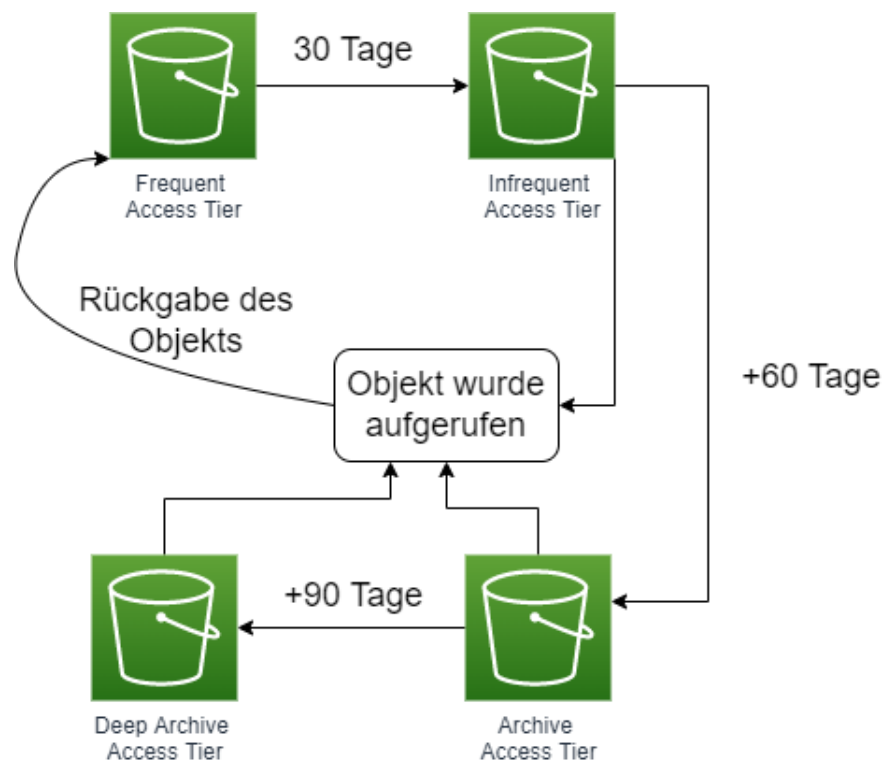 30 Tage
Frequent
Access Tier
Infrequent
Access Tier
Rückgabe des
Objekts
Objekt wurde
aufgerufen
+60 Tage
+90 Tage
Deep Archive
Access Tier
Archive
Access Tier